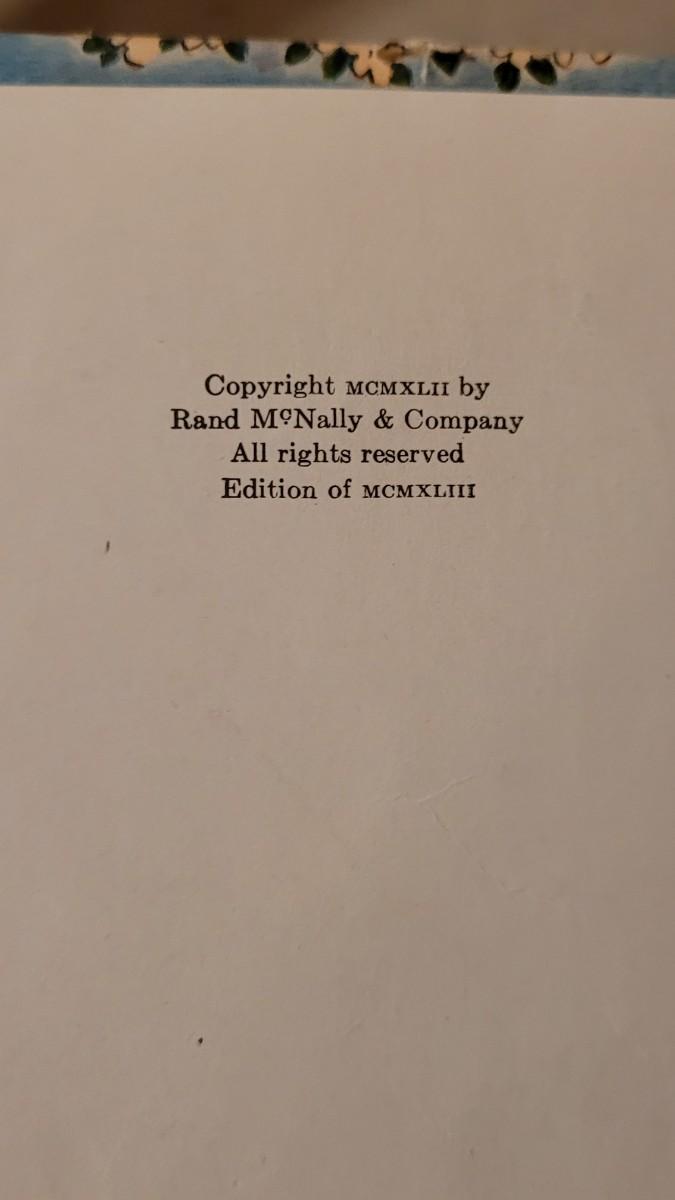 Copyright MCMXLII by
Rand McNally & Company
All rights reserved
Edition of MCMXLIII